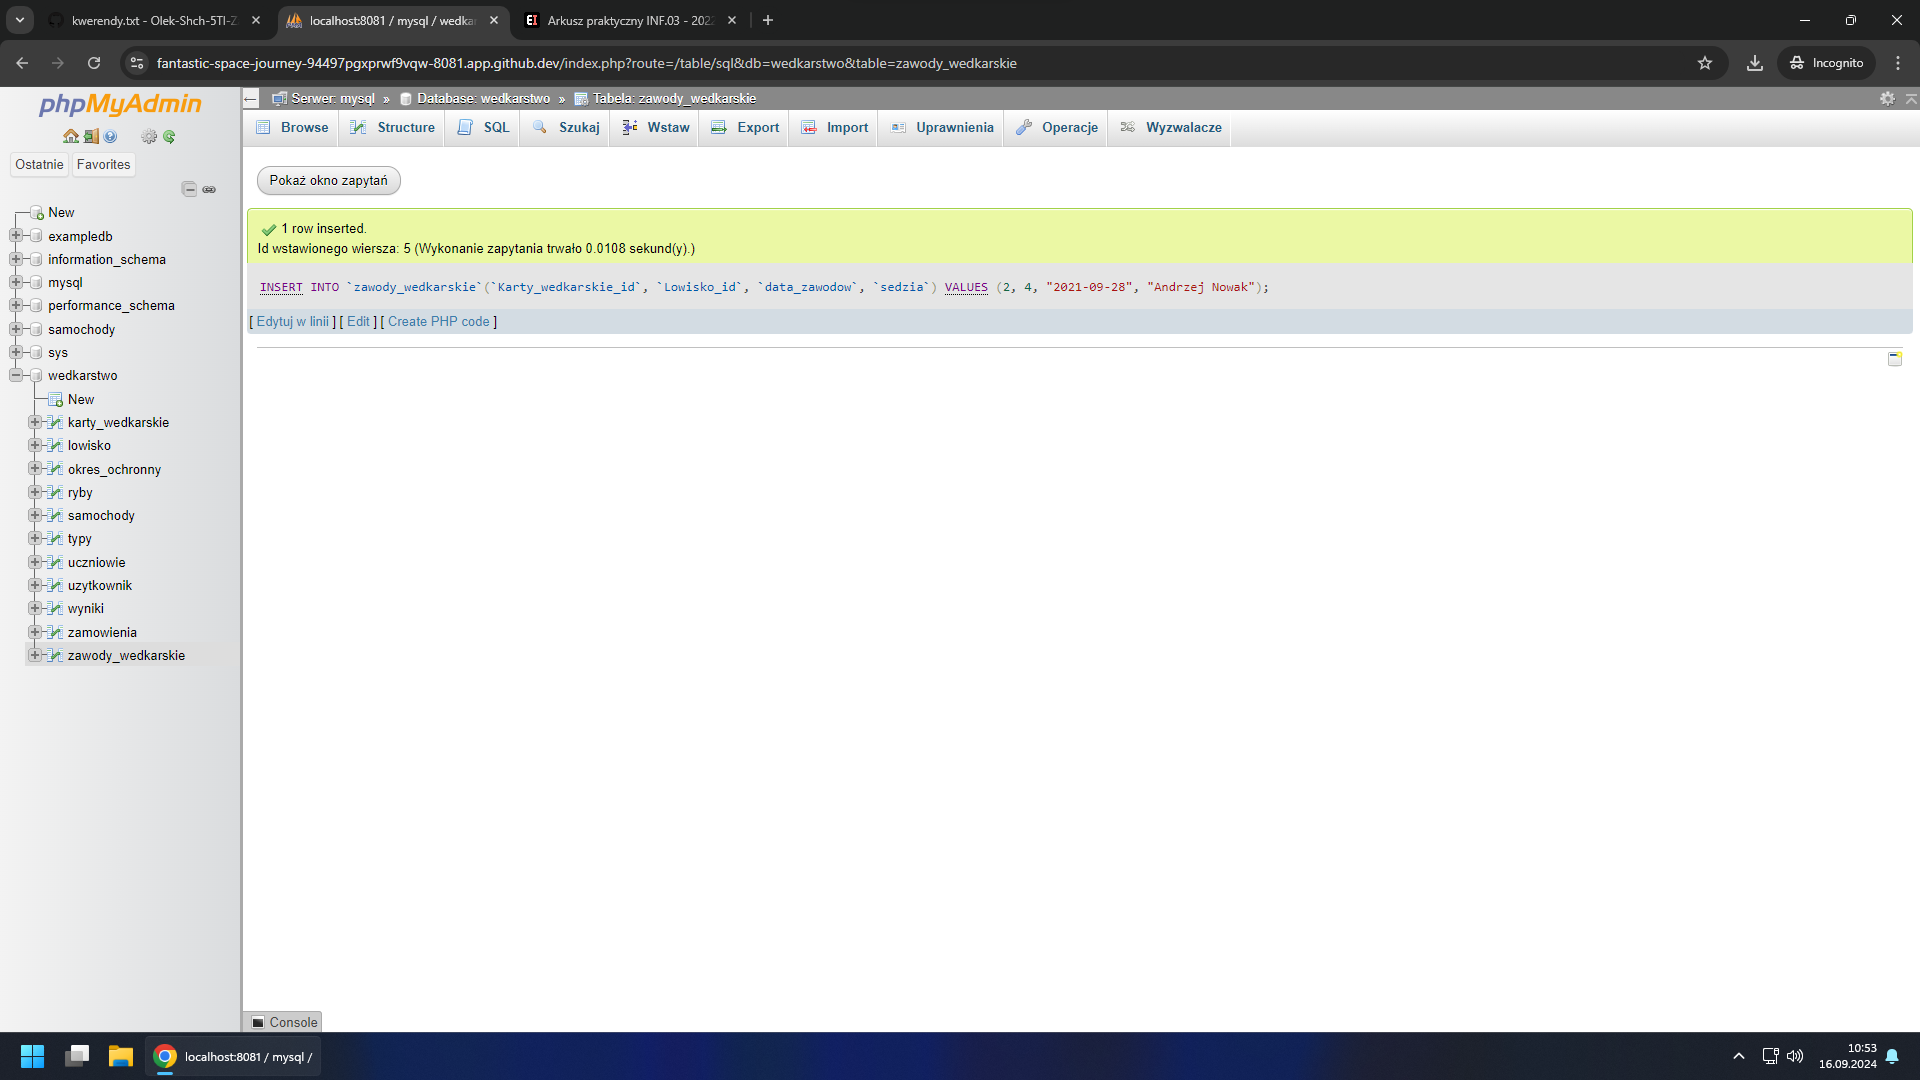 kwerendy.txt - Olek-Shch-5TI-Z
localhost:8081 / mysql / wedka
EI Arkusz praktyczny INF.03 - 2022
fantastic-space-journey-94497pgxprwf9vqw-8081.app.github.dev/index.php?route=/table/sql&db=wedkarstwo&table=zawody_wedkarskie
Incognito
phpMyAdmin
Ostatnie Favorites
New
exampledb
information_schema
mysql
performance_schema
samochody
sys
wedkarstwo
New
karty_wedkarskie
lowisko
okres_ochronny
ryby
samochody
typy
uczniowie
uzytkownik
wyniki
zamowienia
zawody_wedkarskie
Serwer: mysql » Database: wedkarstwo » Tabela: zawody_wedkarskie
Browse Structure SQL Szukaj Wstaw Export Import Uprawnienia Operacje Wyzwalacze
Pokaż okno zapytań
1 row inserted.
Id wstawionego wiersza: 5 (Wykonanie zapytania trwało 0.0108 sekund(y).)
INSERT INTO `zawody_wedkarskie`(`Karty_wedkarskie_id`, `Lowisko_id`, `data_zawodow`, `sedzia`) VALUES (2, 4, "2021-09-28", "Andrzej Nowak");
[ Edytuj w linii ] [ Edit ] [ Create PHP code ]
Console
localhost:8081 / mysql /
10:53
16.09.2024